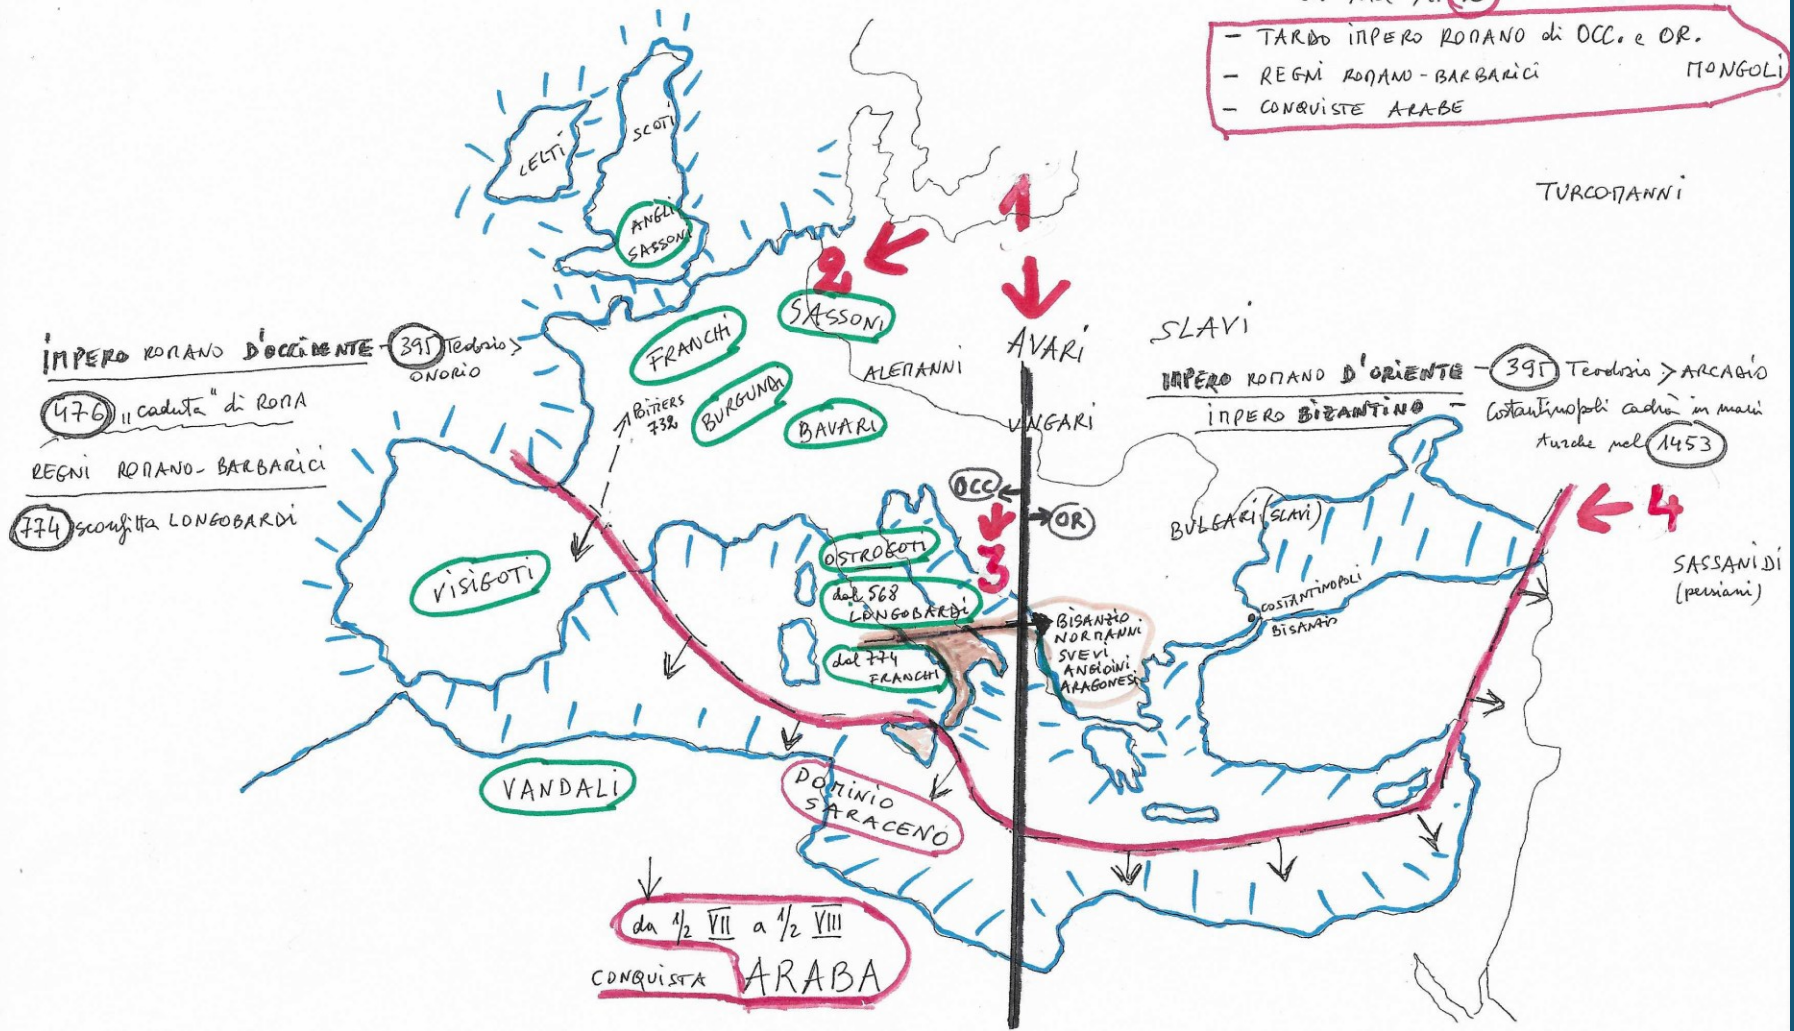 - TARDO IMPERO ROMANO di OCC. e OR.
- REGNI ROMANO-BARBARICI
MONGOLI
- CONQUISTE ARABE
TURCOMANNI
CELTI
SCOTI
ANGLI
SASSONI
1
2
SASSONI
FRANCHI
BURGUNDI
BAVARI
ALEMANNI
AVARI
SLAVI
UNGARI
POITIERS
732
IMPERO ROMANO D'OCCIDENTE - 395 Teodosio >
ONORIO
476 "caduta" di ROMA
REGNI ROMANO-BARBARICI
774 sconfitta LONGOBARDI
IMPERO ROMANO D'ORIENTE - 395 Teodosio > ARCADIO
IMPERO BIZANTINO - Costantinopoli cadrà in mani
turche nel 1453
OCC
OR
3
4
BULGARI (SLAVI)
SASSANIDI
(persiani)
VISIGOTI
OSTROGOTI
dal 568
LONGOBARDI
dal 774
FRANCHI
BISANZIO
NORMANNI
SVEVI
ANGIOINI
ARAGONESI
COSTANTINOPOLI
BISANZIO
VANDALI
DOMINIO
SARACENO
da 1/2 VII a 1/2 VIII
CONQUISTA ARABA